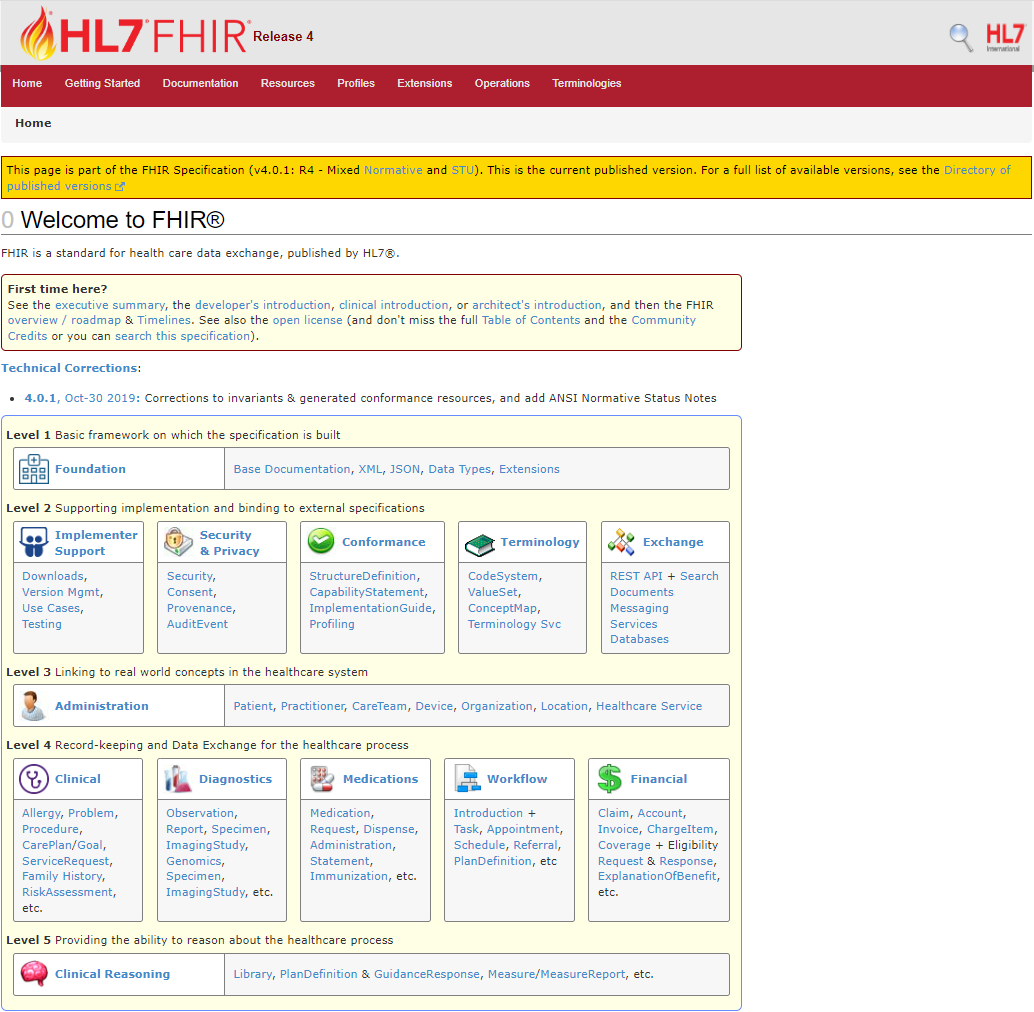 HL7® FHIR® Release 4
HL7®
International
Home Getting Started Documentation Resources Profiles Extensions Operations Terminologies
Home
This page is part of the FHIR Specification (v4.0.1: R4 - Mixed Normative and STU). This is the current published version. For a full list of available versions, see the Directory of
published versions
0 Welcome to FHIR®
FHIR is a standard for health care data exchange, published by HL7®.
First time here?
See the executive summary, the developer's introduction, clinical introduction, or architect's introduction, and then the FHIR
overview / roadmap & Timelines. See also the open license (and don't miss the full Table of Contents and the Community
Credits or you can search this specification).
Technical Corrections:
• 4.0.1, Oct-30 2019: Corrections to invariants & generated conformance resources, and add ANSI Normative Status Notes
Level 1 Basic framework on which the specification is built
Foundation
Base Documentation, XML, JSON, Data Types, Extensions
Level 2 Supporting implementation and binding to external specifications
Implementer
Support
Downloads,
Version Mgmt,
Use Cases,
Testing
Security
& Privacy
Security,
Consent,
Provenance,
AuditEvent
Conformance
StructureDefinition,
CapabilityStatement,
ImplementationGuide,
Profiling
Terminology
CodeSystem,
ValueSet,
ConceptMap,
Terminology Svc
Exchange
REST API + Search
Documents
Messaging
Services
Databases
Level 3 Linking to real world concepts in the healthcare system
Administration
Patient, Practitioner, CareTeam, Device, Organization, Location, Healthcare Service
Level 4 Record-keeping and Data Exchange for the healthcare process
Clinical
Allergy, Problem,
Procedure,
CarePlan/Goal,
ServiceRequest,
Family History,
RiskAssessment,
etc.
Diagnostics
Observation,
Report, Specimen,
ImagingStudy,
Genomics,
Specimen,
ImagingStudy, etc.
Medications
Medication,
Request, Dispense,
Administration,
Statement,
Immunization, etc.
Workflow
Introduction +
Task, Appointment,
Schedule, Referral,
PlanDefinition, etc
Financial
Claim, Account,
Invoice, ChargeItem,
Coverage + Eligibility
Request & Response,
ExplanationOfBenefit,
etc.
Level 5 Providing the ability to reason about the healthcare process
Clinical Reasoning
Library, PlanDefinition & GuidanceResponse, Measure/MeasureReport, etc.